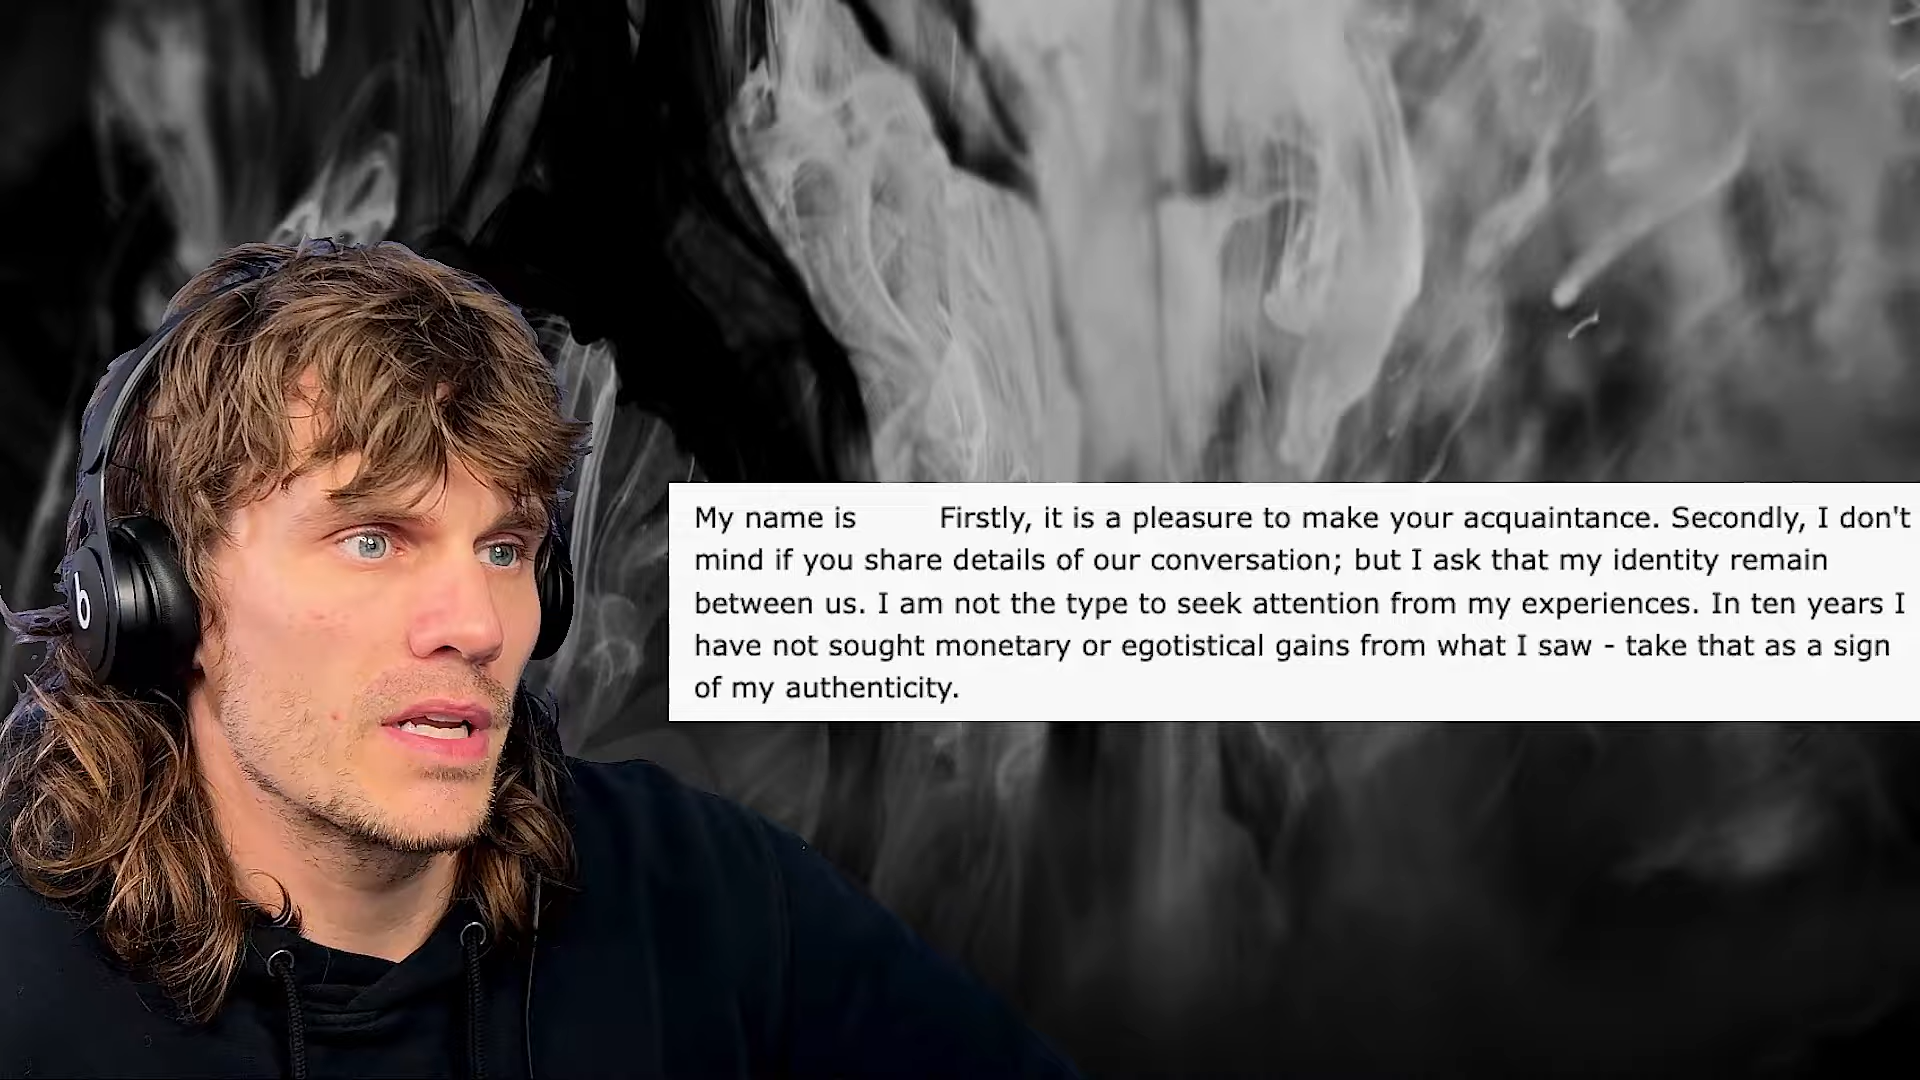 My name is Firstly, it is a pleasure to make your acquaintance. Secondly, I don't
mind if you share details of our conversation; but I ask that my identity remain
between us. I am not the type to seek attention from my experiences. In ten years I
have not sought monetary or egotistical gains from what I saw - take that as a sign
of my authenticity.
b